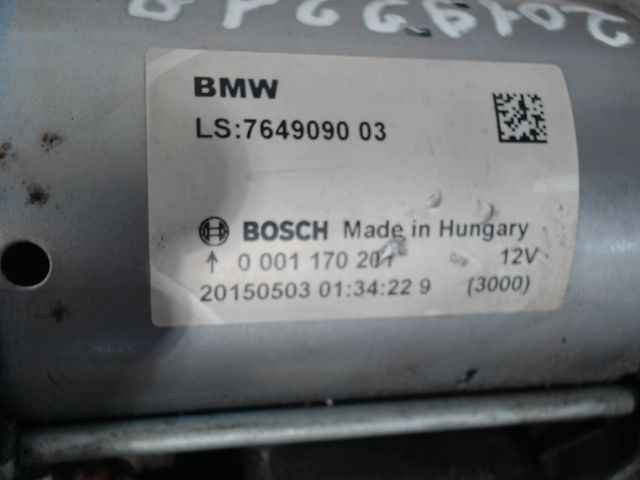 BMW
LS:7649090 03
BOSCH Made in Hungary
↑ 0 001 170 201 12V
20150503 01:34:22 9 (3000)